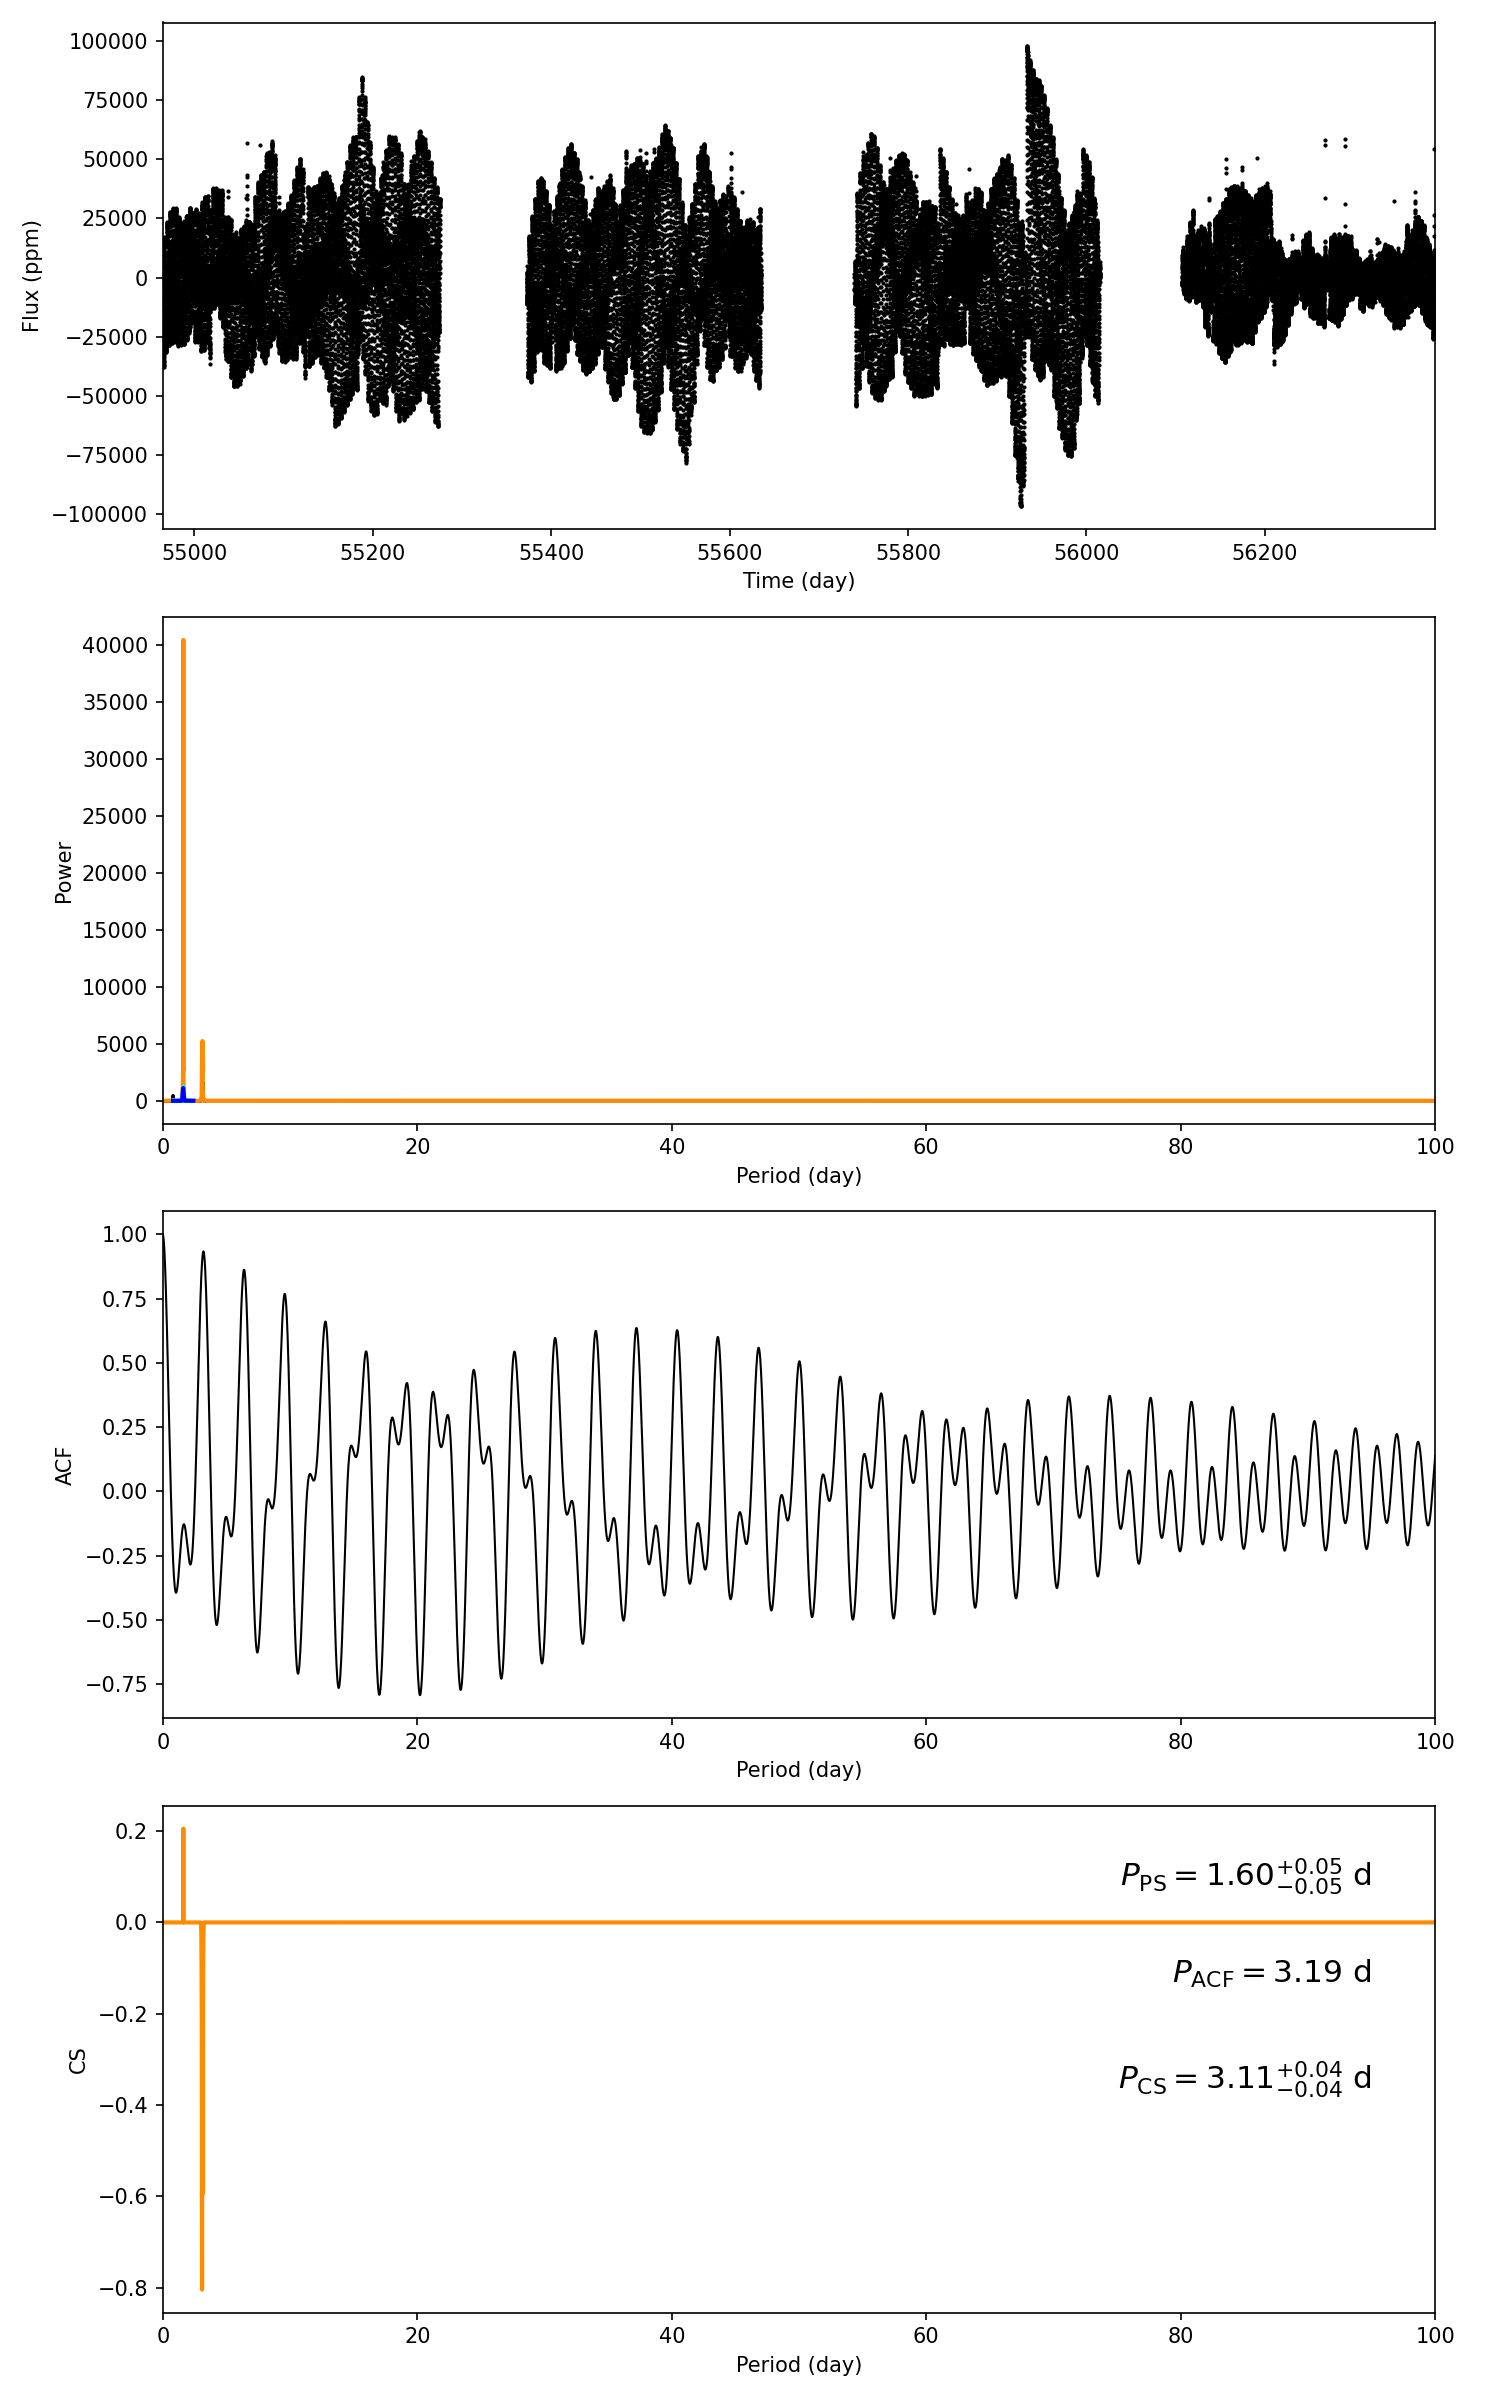 100000
75000
50000
25000
0
−25000
−50000
−75000
−100000
Flux (ppm)
55000 55200 55400 55600 55800 56000 56200
Time (day)
40000
35000
30000
25000
20000
15000
10000
5000
0
Power
0 20 40 60 80 100
Period (day)
1.00
0.75
0.50
0.25
0.00
−0.25
−0.50
−0.75
ACF
0 20 40 60 80 100
Period (day)
0.2
0.0
−0.2
−0.4
−0.6
−0.8
CS
P_PS = 1.60 +0.05 −0.05 d
P_ACF = 3.19 d
P_CS = 3.11 +0.04 −0.04 d
0 20 40 60 80 100
Period (day)